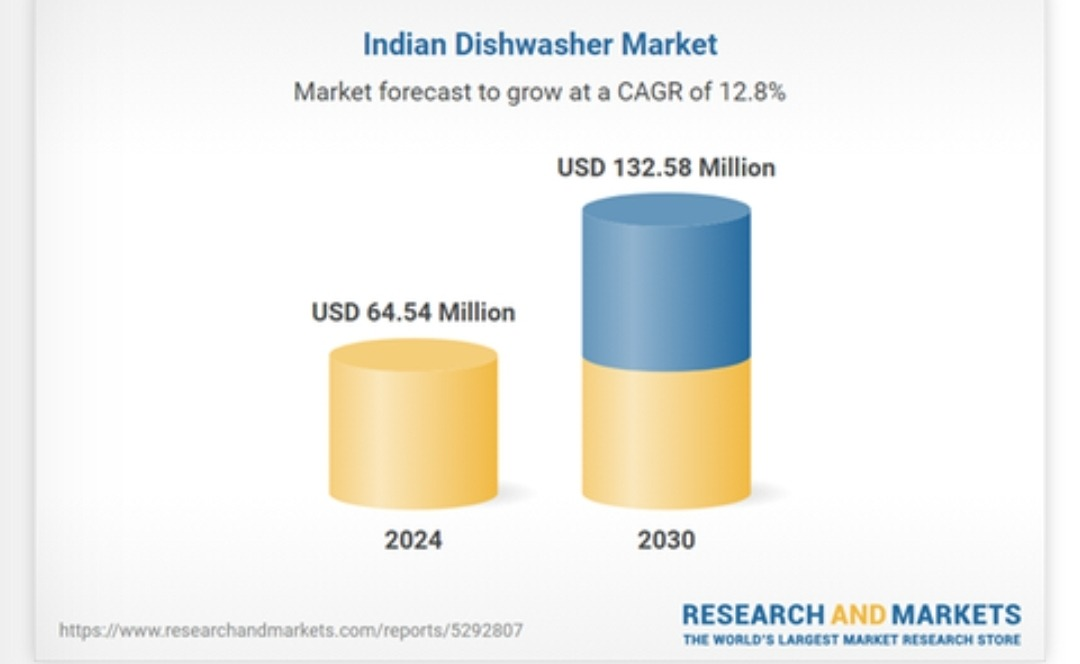 Indian Dishwasher Market
Market forecast to grow at a CAGR of 12.8%
USD 132.58 Million
USD 64.54 Million
2024
2030
https://www.researchandmarkets.com/reports/5292807
RESEARCH AND MARKETS
THE WORLD'S LARGEST MARKET RESEARCH STORE